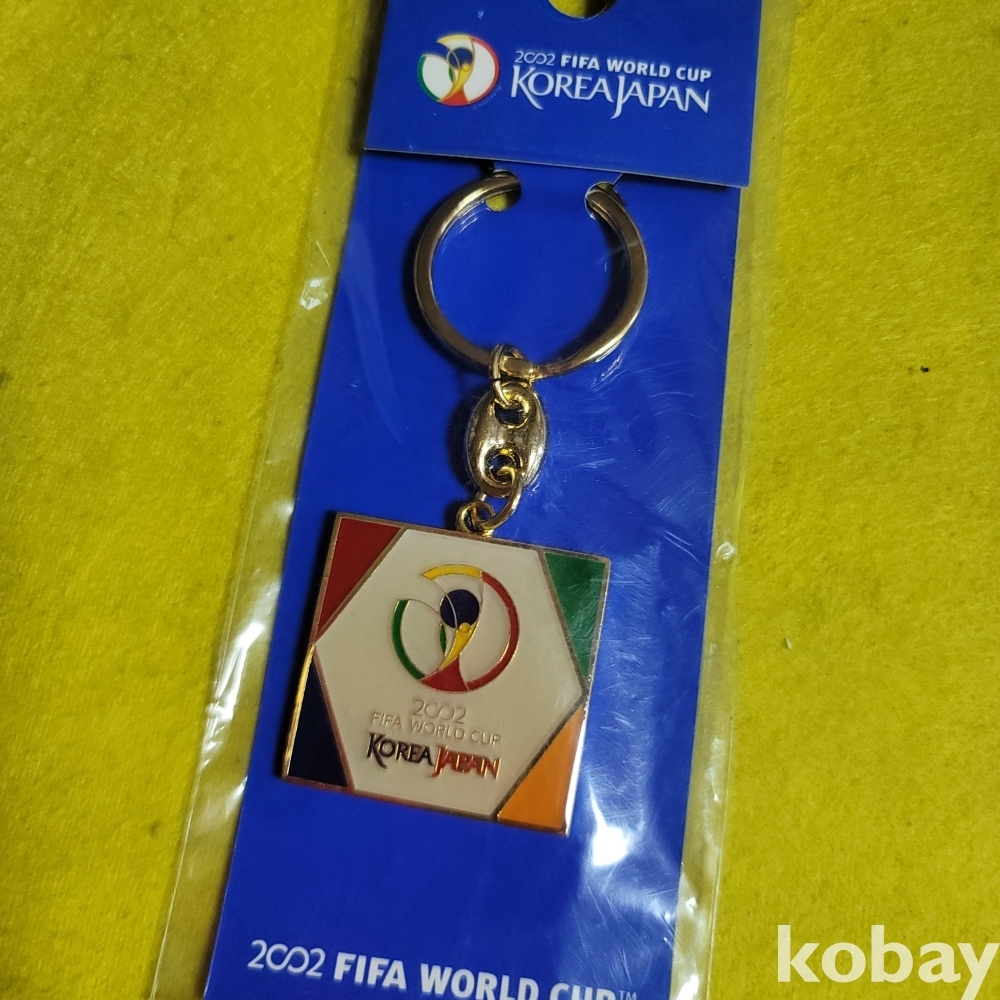 2002 FIFA WORLD CUP
KOREA JAPAN
2002
FIFA WORLD CUP
KOREA JAPAN
2002 FIFA WORLD CUP™
kobay